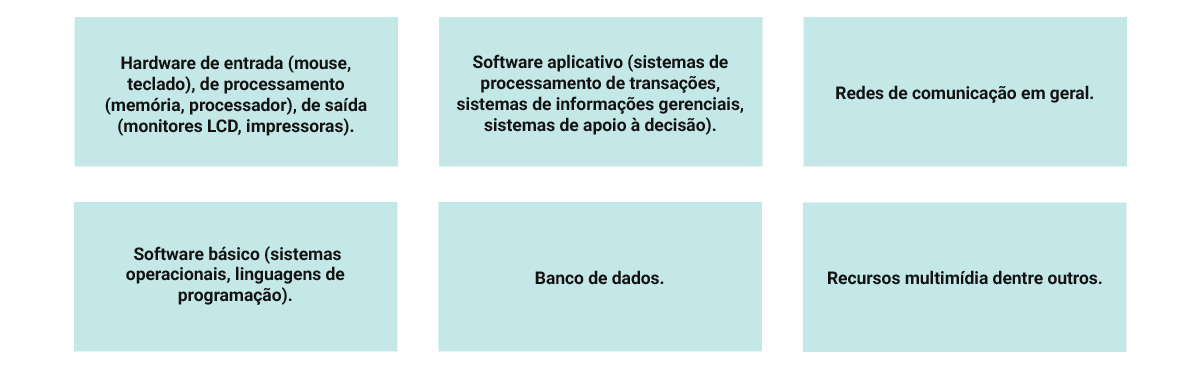 Hardware de entrada (mouse,
teclado), de processamento
(memória, processador), de saída
(monitores LCD, impressoras).
Software aplicativo (sistemas de
processamento de transações,
sistemas de informações gerenciais,
sistemas de apoio à decisão).
Redes de comunicação em geral.
Software básico (sistemas
operacionais, linguagens de
programação).
Banco de dados.
Recursos multimídia dentre outros.